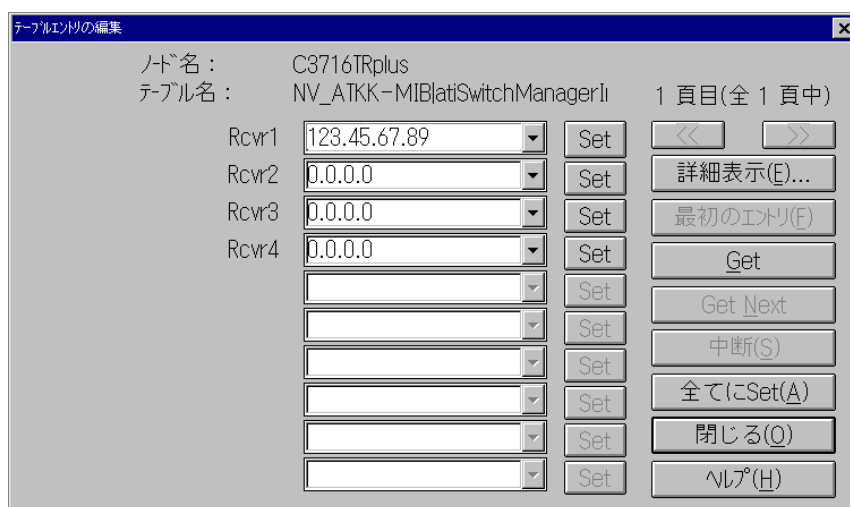 テーブルエントリの編集
ノード名： C3716TRplus
テーブル名： NV_ATKK-MIB|atiSwitchManagerIr
1 頁目(全 1 頁中)
Rcvr1 123.45.67.89 Set << >>
Rcvr2 0.0.0.0 Set 詳細表示(E)...
Rcvr3 0.0.0.0 Set 最初のエントリ(F)
Rcvr4 0.0.0.0 Set Get
Set Get Next
Set 中断(S)
Set 全てにSet(A)
Set 閉じる(O)
Set ヘルプ(H)
Set